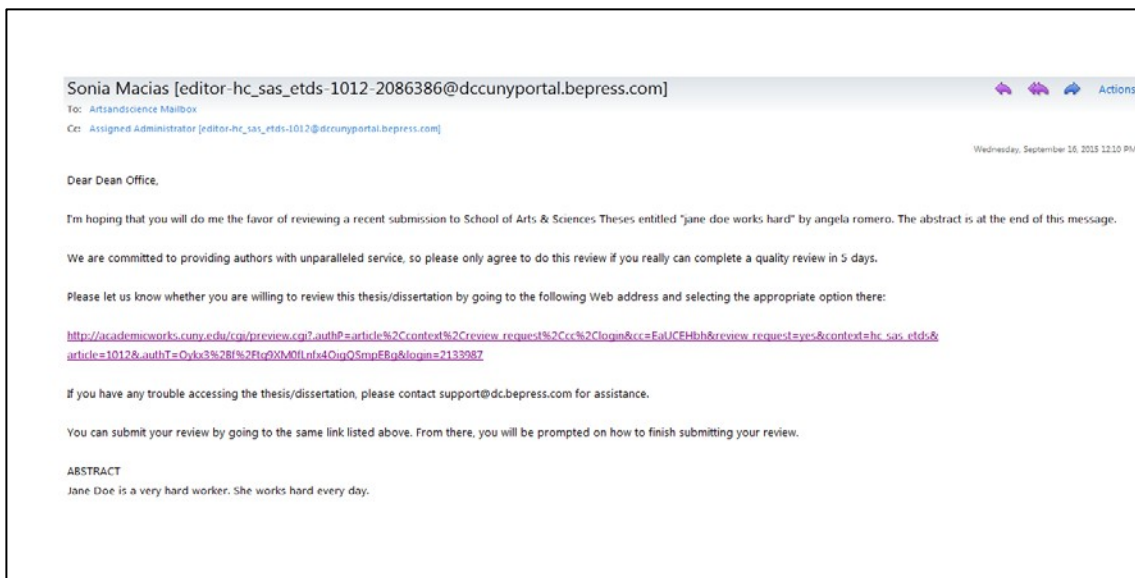 Sonia Macias [editor-hc_sas_etds-1012-2086386@dccunyportal.bepress.com]
Actions
To: Artsandscience Mailbox
Cc: Assigned Administrator [editor-hc_sas_etds-1012@dccunyportal.bepress.com]
Wednesday, September 16, 2015 12:10 PM
Dear Dean Office,
I'm hoping that you will do me the favor of reviewing a recent submission to School of Arts & Sciences Theses entitled "jane doe works hard" by angela romero. The abstract is at the end of this message.
We are committed to providing authors with unparalleled service, so please only agree to do this review if you really can complete a quality review in 5 days.
Please let us know whether you are willing to review this thesis/dissertation by going to the following Web address and selecting the appropriate option there:
http://academicworks.cuny.edu/cgi/preview.cgi?.authP=article%2Ccontext%2Creview_request%2Ccc%2Clogin&cc=EaUCEHbh&review_request=yes&context=hc_sas_etds&
If you have any trouble accessing the thesis/dissertation, please contact support@dc.bepress.com for assistance.
You can submit your review by going to the same link listed above. From there, you will be prompted on how to finish submitting your review.
ABSTRACT
Jane Doe is a very hard worker. She works hard every day.